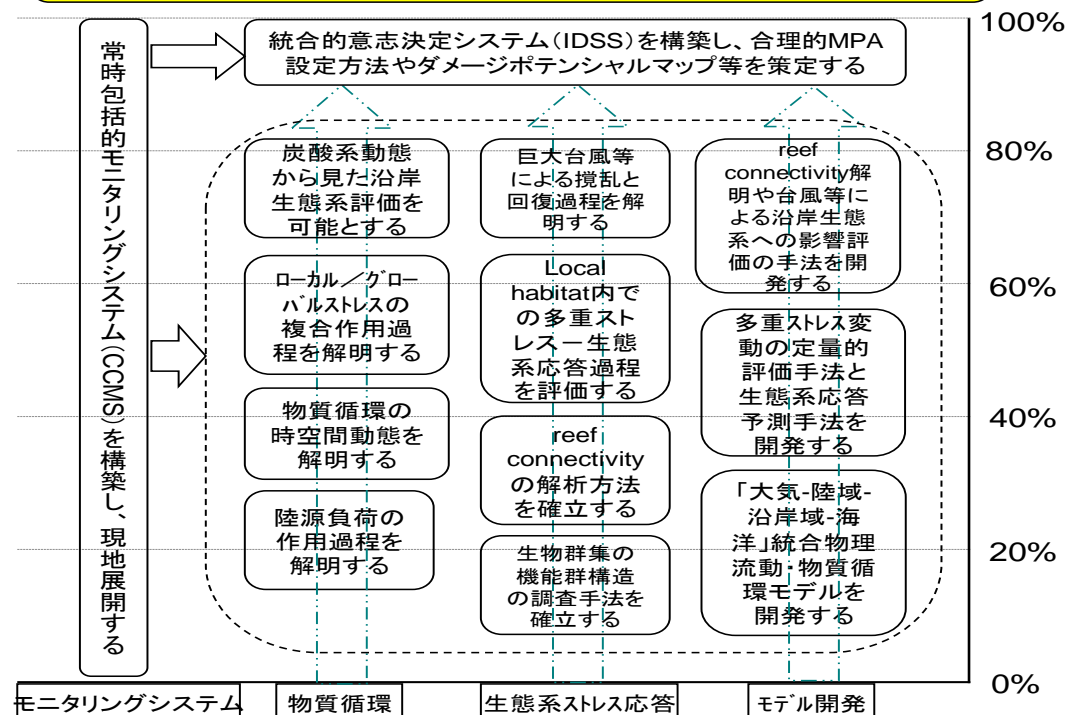 統合的意志決定システム（IDSS）を構築し、合理的MPA
設定方法やダメージポテンシャルマップ等を策定する
常時包括的モニタリングシステム（CCMS）を構築し、現地展開する
炭酸系動態
から見た沿岸
生態系評価を
可能とする
ローカル／グロー
バルストレスの
複合作用過
程を解明する
物質循環の
時空間動態を
解明する
陸源負荷の
作用過程を
解明する
巨大台風等
による撹乱と
回復過程を解
明する
Local
habitat内で
の多重スト
レス－生態
系応答過程
を評価する
reef
connectivity
の解析方法
を確立する
生物群集の
機能群構造
の調査手法を
確立する
reef
connectivity解
明や台風等に
よる沿岸生態
系への影響評
価の手法を開
発する
多重ストレス変
動の定量的
評価手法と
生態系応答
予測手法を
開発する
「大気-陸域-
沿岸域-海
洋」統合物理
流動・物質循
環モデルを
開発する
100%
80%
60%
40%
20%
0%
モニタリングシステム
物質循環
生態系ストレス応答
モデル開発